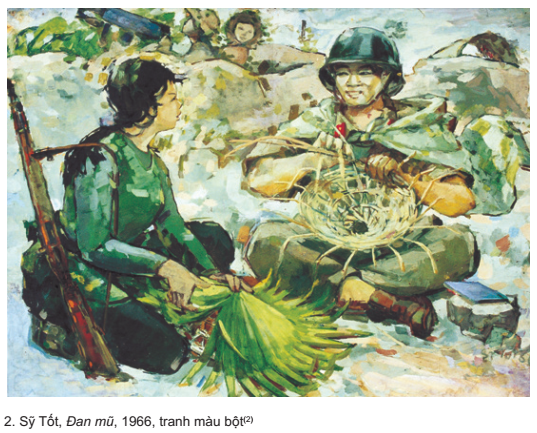 2. Sỹ Tốt, Đan mũ, 1966, tranh màu bột⁽²⁾